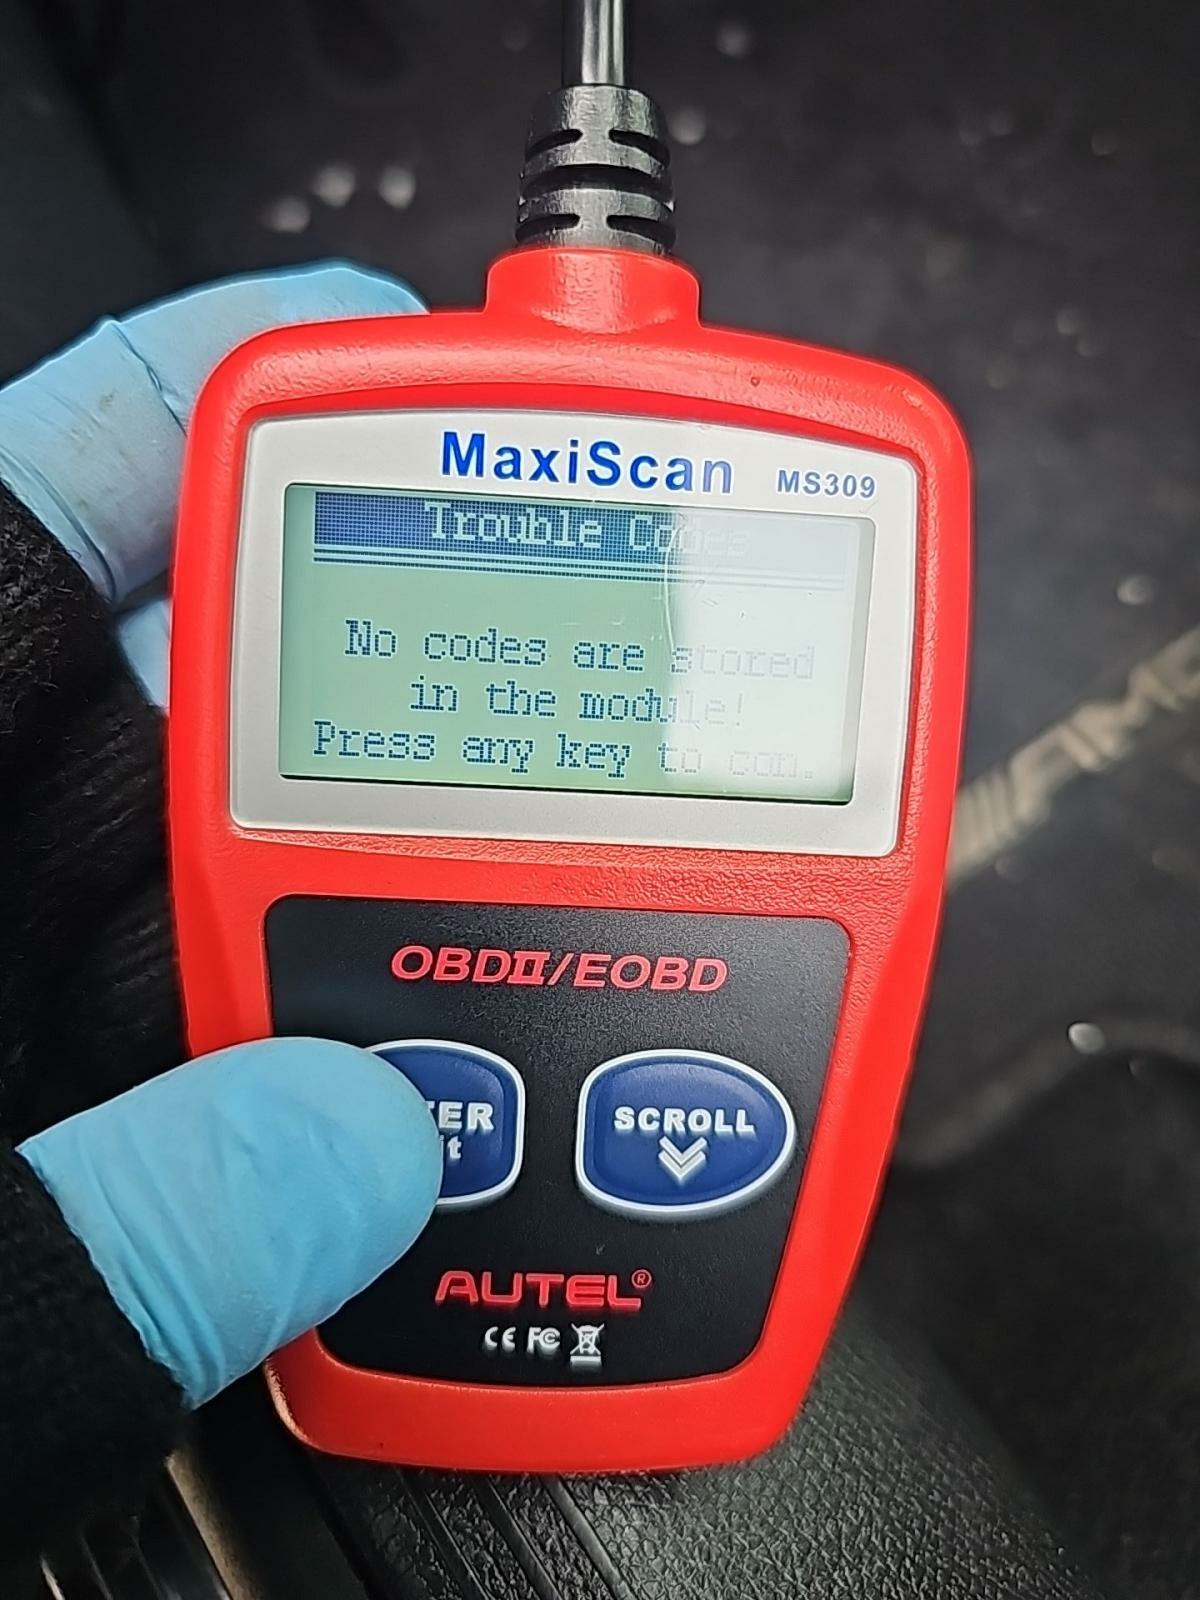 MaxiScan MS309
Trouble Codes
No codes are stored
in the module!
Press any key to con.
OBDII/EOBD
SCROLL
AUTEL®
CE FC